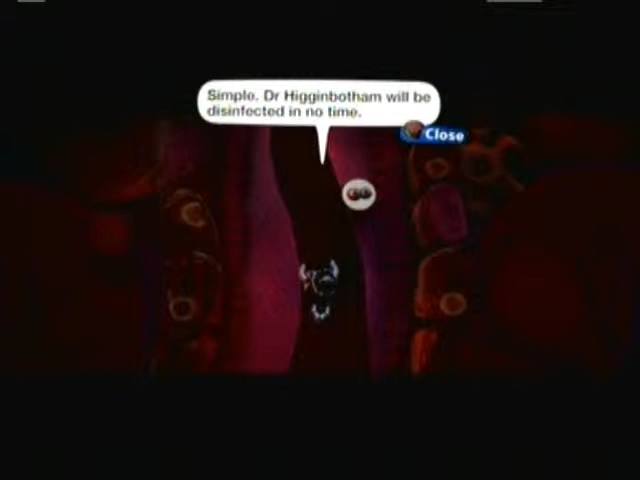 Simple. Dr Higginbotham will be
disinfected in no time.
Close